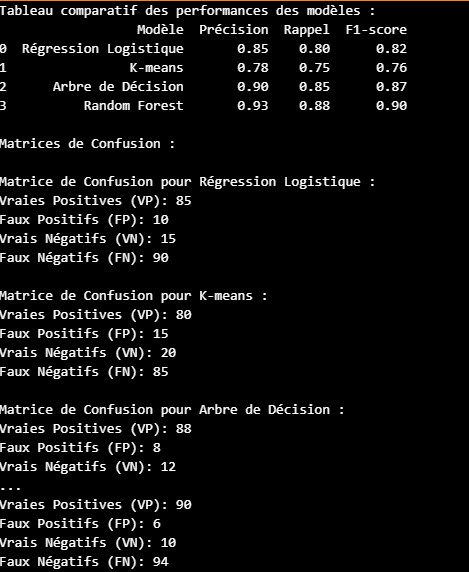 Tableau comparatif des performances des modèles :
Modèle Précision Rappel F1-score
0 Régression Logistique 0.85 0.80 0.82
1 K-means 0.78 0.75 0.76
2 Arbre de Décision 0.90 0.85 0.87
3 Random Forest 0.93 0.88 0.90
Matrices de Confusion :
Matrice de Confusion pour Régression Logistique :
Vraies Positives (VP): 85
Faux Positifs (FP): 10
Vrais Négatifs (VN): 15
Faux Négatifs (FN): 90
Matrice de Confusion pour K-means :
Vraies Positives (VP): 80
Faux Positifs (FP): 15
Vrais Négatifs (VN): 20
Faux Négatifs (FN): 85
Matrice de Confusion pour Arbre de Décision :
Vraies Positives (VP): 88
Faux Positifs (FP): 8
Vrais Négatifs (VN): 12
...
Vraies Positives (VP): 90
Faux Positifs (FP): 6
Vrais Négatifs (VN): 10
Faux Négatifs (FN): 94